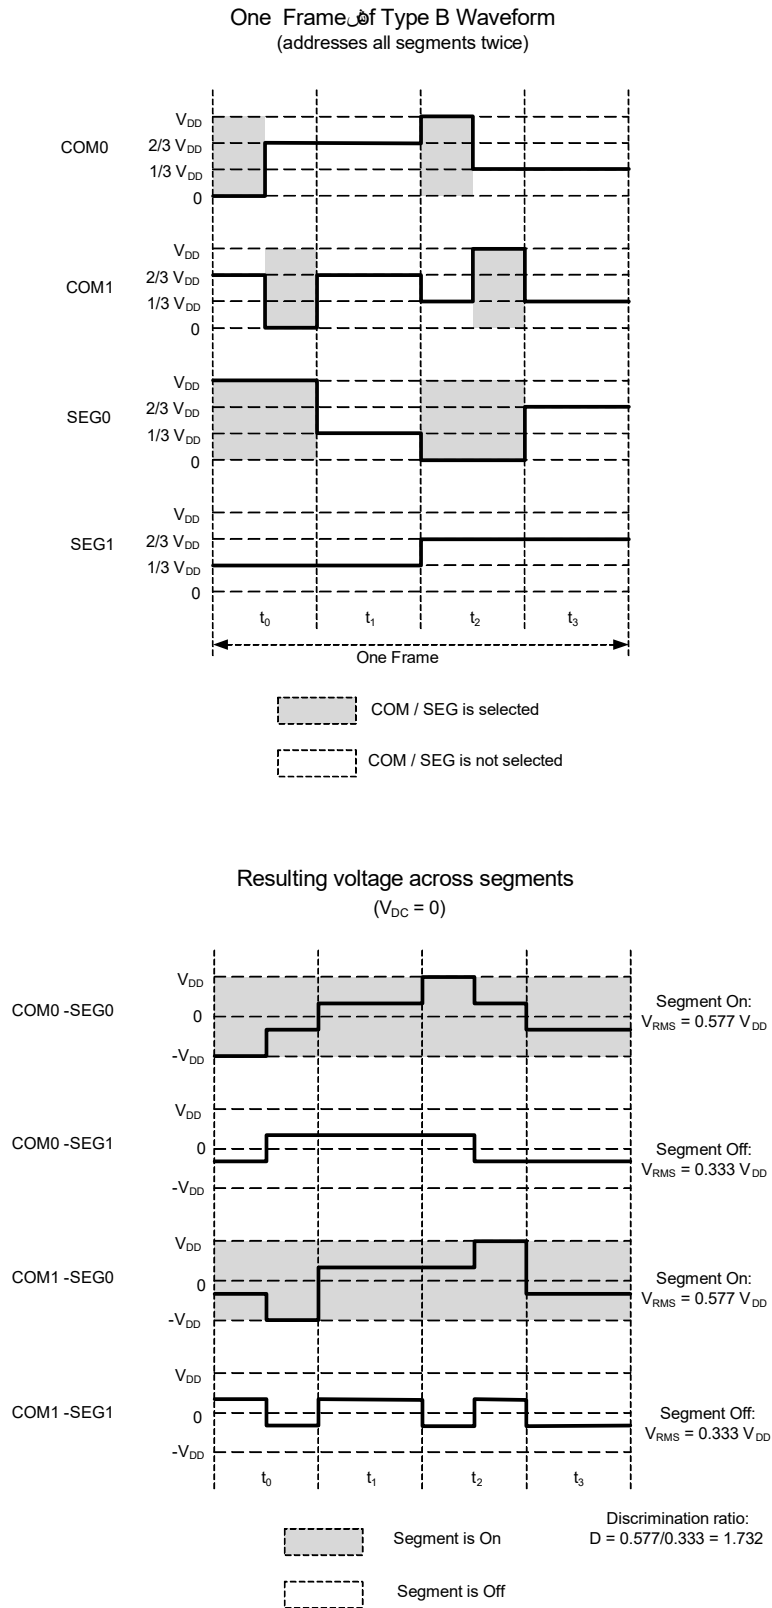 One Frame of Type B Waveform
(addresses all segments twice)
COM0
VDD
2/3 VDD
1/3 VDD
0
COM1
VDD
2/3 VDD
1/3 VDD
0
SEG0
VDD
2/3 VDD
1/3 VDD
0
SEG1
VDD
2/3 VDD
1/3 VDD
0
t0 t1 t2 t3
One Frame
COM / SEG is selected
COM / SEG is not selected
Resulting voltage across segments
(VDC = 0)
COM0 -SEG0
VDD
0
-VDD
Segment On:
VRMS = 0.577 VDD
COM0 -SEG1
VDD
0
-VDD
Segment Off:
VRMS = 0.333 VDD
COM1 -SEG0
VDD
0
-VDD
Segment On:
VRMS = 0.577 VDD
COM1 -SEG1
VDD
0
-VDD
Segment Off:
VRMS = 0.333 VDD
t0 t1 t2 t3
Segment is On
Discrimination ratio:
D = 0.577/0.333 = 1.732
Segment is Off